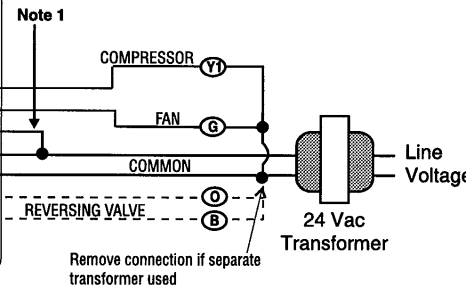 Note 1
COMPRESSOR
Y1
FAN
G
COMMON
Line
Voltage
O
REVERSING VALVE
B
24 Vac
Transformer
Remove connection if separate
transformer used